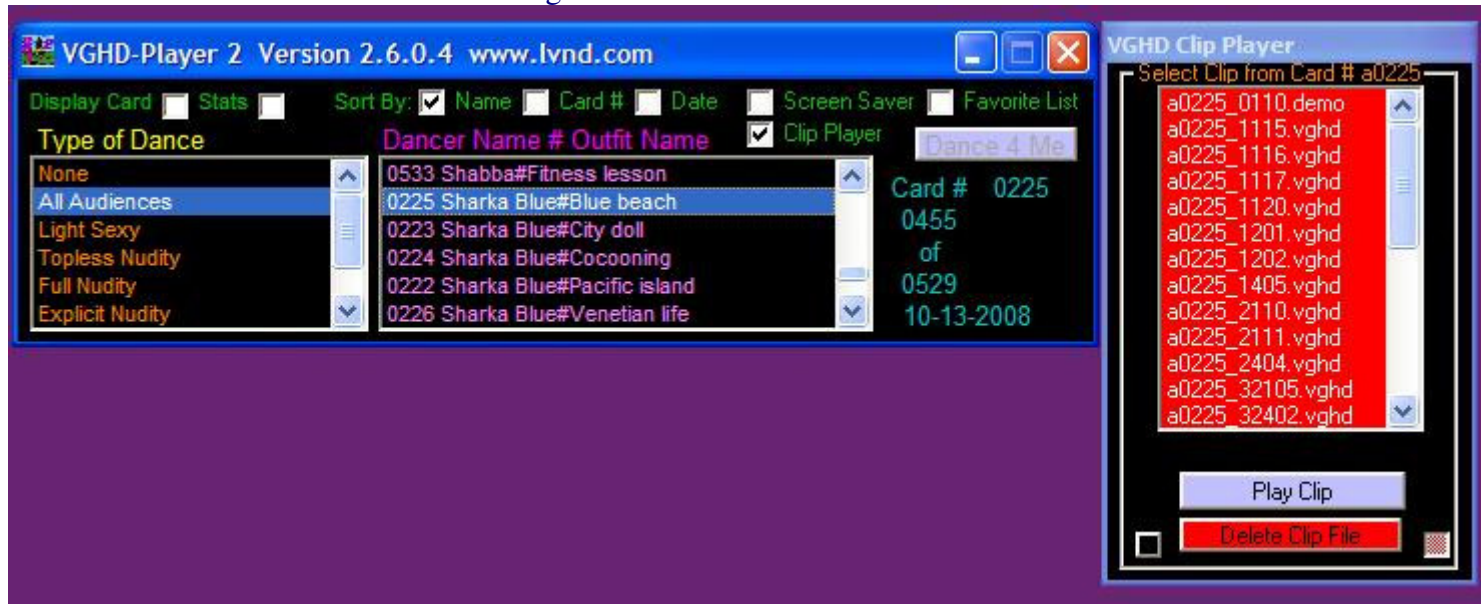 VGHD-Player 2 Version 2.6.0.4 www.lvnd.com
Display Card Stats Sort By: Name Card # Date Screen Saver Favorite List
Type of Dance Dancer Name # Outfit Name Clip Player Dance 4 Me
None
All Audiences
Light Sexy
Topless Nudity
Full Nudity
Explicit Nudity
0533 Shabba#Fitness lesson
0225 Sharka Blue#Blue beach
0223 Sharka Blue#City doll
0224 Sharka Blue#Cocooning
0222 Sharka Blue#Pacific island
0226 Sharka Blue#Venetian life
Card # 0225
0455
of
0529
10-13-2008
VGHD Clip Player
Select Clip from Card # a0225
a0225_0110.demo
a0225_1115.vghd
a0225_1116.vghd
a0225_1117.vghd
a0225_1120.vghd
a0225_1201.vghd
a0225_1202.vghd
a0225_1405.vghd
a0225_2110.vghd
a0225_2111.vghd
a0225_2404.vghd
a0225_32105.vghd
a0225_32402.vghd
Play Clip
Delete Clip File